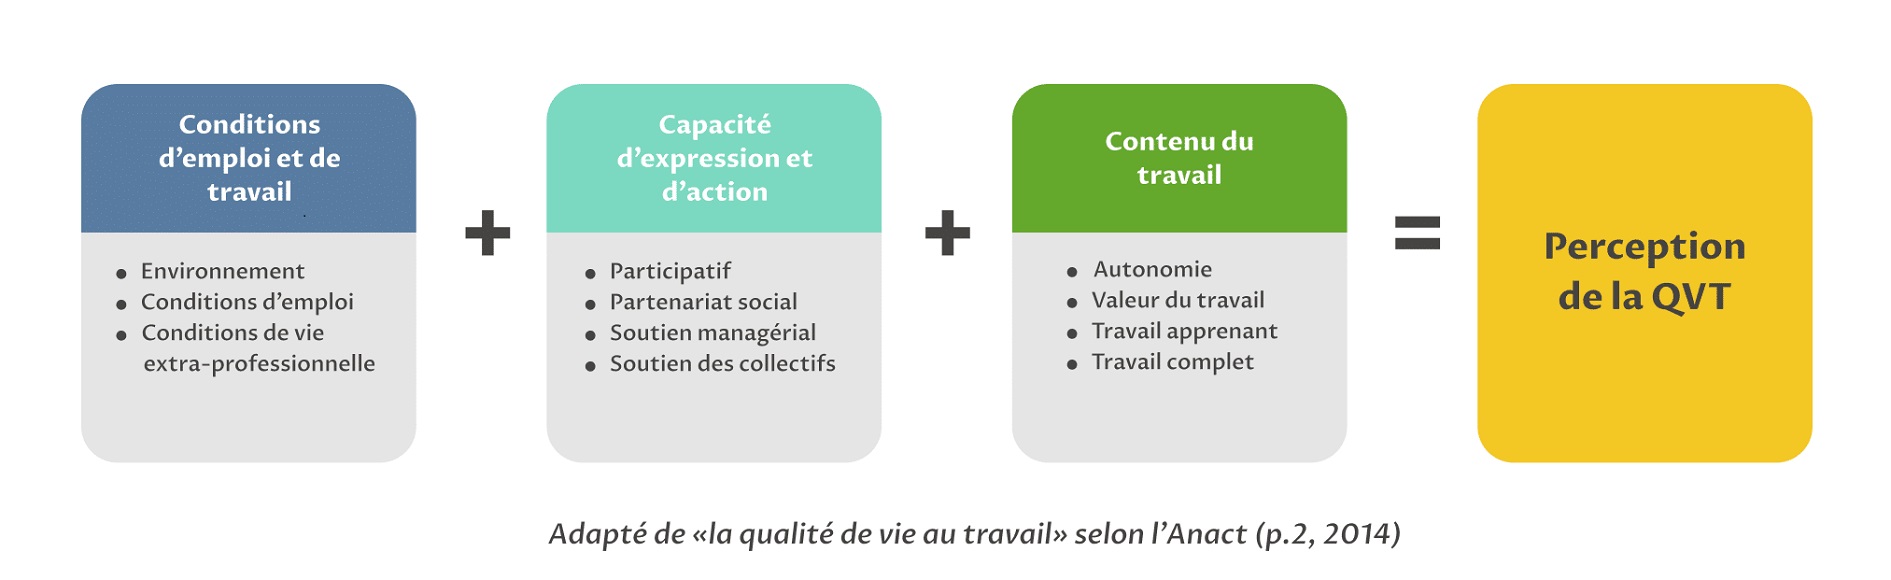 Conditions
d’emploi et de
travail
• Environnement
• Conditions d’emploi
• Conditions de vie
extra-professionnelle
+
Capacité
d’expression et
d’action
• Participatif
• Partenariat social
• Soutien managérial
• Soutien des collectifs
+
Contenu du
travail
• Autonomie
• Valeur du travail
• Travail apprenant
• Travail complet
=
Perception
de la QVT
Adapté de «la qualité de vie au travail» selon l’Anact (p.2, 2014)